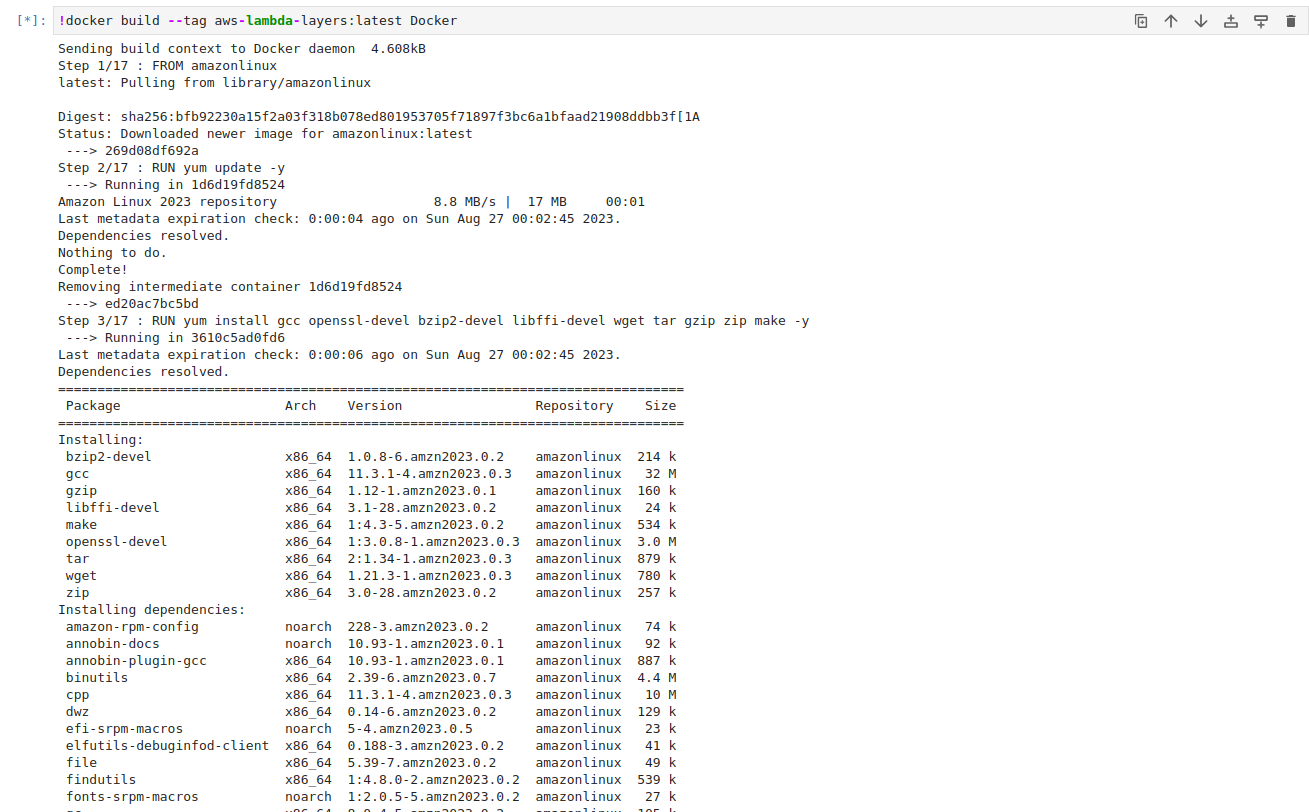 [*]: !docker build --tag aws-lambda-layers:latest Docker
Sending build context to Docker daemon  4.608kB
Step 1/17 : FROM amazonlinux
latest: Pulling from library/amazonlinux
Digest: sha256:bfb92230a15f2a03f318b078ed801953705f71897f3bc6a1bfaad21908ddbb3f[1A
Status: Downloaded newer image for amazonlinux:latest
 ---> 269d08df692a
Step 2/17 : RUN yum update -y
 ---> Running in 1d6d19fd8524
Amazon Linux 2023 repository                    8.8 MB/s |  17 MB     00:01
Last metadata expiration check: 0:00:04 ago on Sun Aug 27 00:02:45 2023.
Dependencies resolved.
Nothing to do.
Complete!
Removing intermediate container 1d6d19fd8524
 ---> ed20ac7bc5bd
Step 3/17 : RUN yum install gcc openssl-devel bzip2-devel libffi-devel wget tar gzip zip make -y
 ---> Running in 3610c5ad0fd6
Last metadata expiration check: 0:00:06 ago on Sun Aug 27 00:02:45 2023.
Dependencies resolved.
================================================================================
 Package                     Arch    Version                 Repository    Size
================================================================================
Installing:
 bzip2-devel                 x86_64  1.0.8-6.amzn2023.0.2    amazonlinux  214 k
 gcc                         x86_64  11.3.1-4.amzn2023.0.3   amazonlinux   32 M
 gzip                        x86_64  1.12-1.amzn2023.0.1     amazonlinux  160 k
 libffi-devel                x86_64  3.1-28.amzn2023.0.2     amazonlinux   24 k
 make                        x86_64  1:4.3-5.amzn2023.0.2    amazonlinux  534 k
 openssl-devel               x86_64  1:3.0.8-1.amzn2023.0.3  amazonlinux  3.0 M
 tar                         x86_64  2:1.34-1.amzn2023.0.3   amazonlinux  879 k
 wget                        x86_64  1.21.3-1.amzn2023.0.3   amazonlinux  780 k
 zip                         x86_64  3.0-28.amzn2023.0.2     amazonlinux  257 k
Installing dependencies:
 amazon-rpm-config           noarch  228-3.amzn2023.0.2      amazonlinux   74 k
 annobin-docs                noarch  10.93-1.amzn2023.0.1    amazonlinux   92 k
 annobin-plugin-gcc          x86_64  10.93-1.amzn2023.0.1    amazonlinux  887 k
 binutils                    x86_64  2.39-6.amzn2023.0.7     amazonlinux  4.4 M
 cpp                         x86_64  11.3.1-4.amzn2023.0.3   amazonlinux   10 M
 dwz                         x86_64  0.14-6.amzn2023.0.2     amazonlinux  129 k
 efi-srpm-macros             noarch  5-4.amzn2023.0.5        amazonlinux   23 k
 elfutils-debuginfod-client  x86_64  0.188-3.amzn2023.0.2    amazonlinux   41 k
 file                        x86_64  5.39-7.amzn2023.0.2     amazonlinux   49 k
 findutils                   x86_64  1:4.8.0-2.amzn2023.0.2  amazonlinux  539 k
 fonts-srpm-macros           noarch  1:2.0.5-5.amzn2023.0.2  amazonlinux   27 k